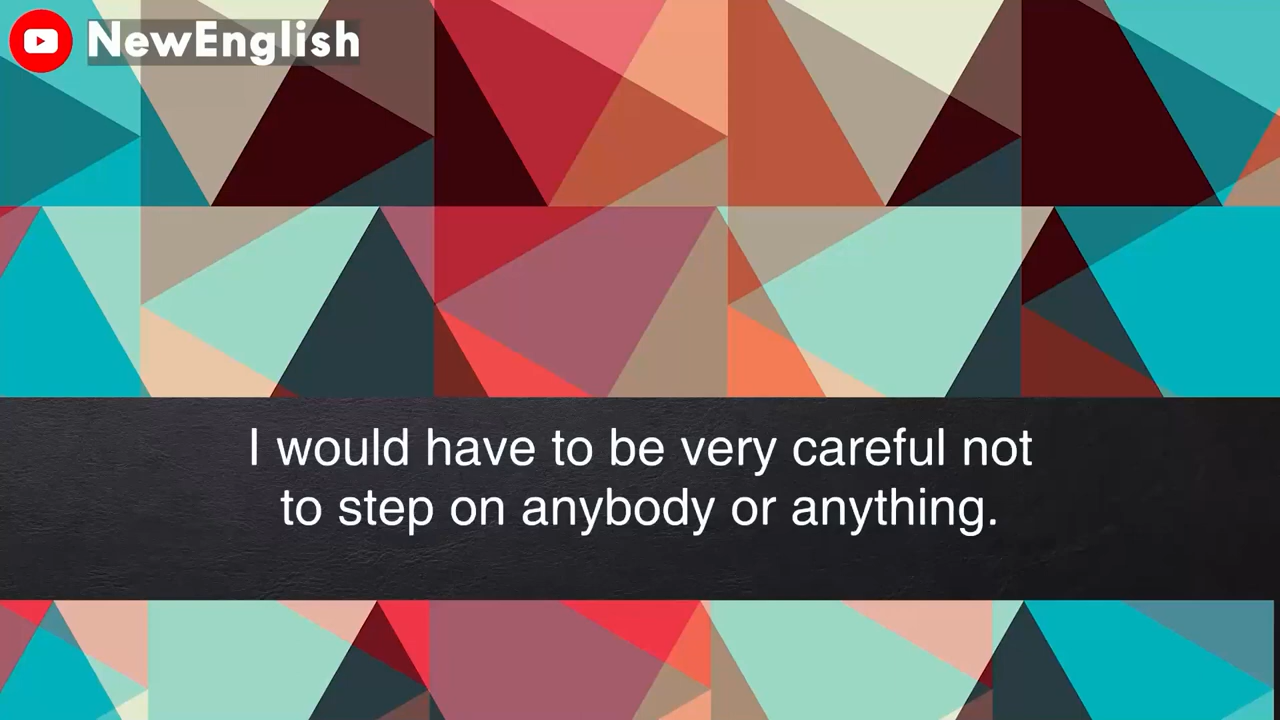 NewEnglish
I would have to be very careful not
to step on anybody or anything.